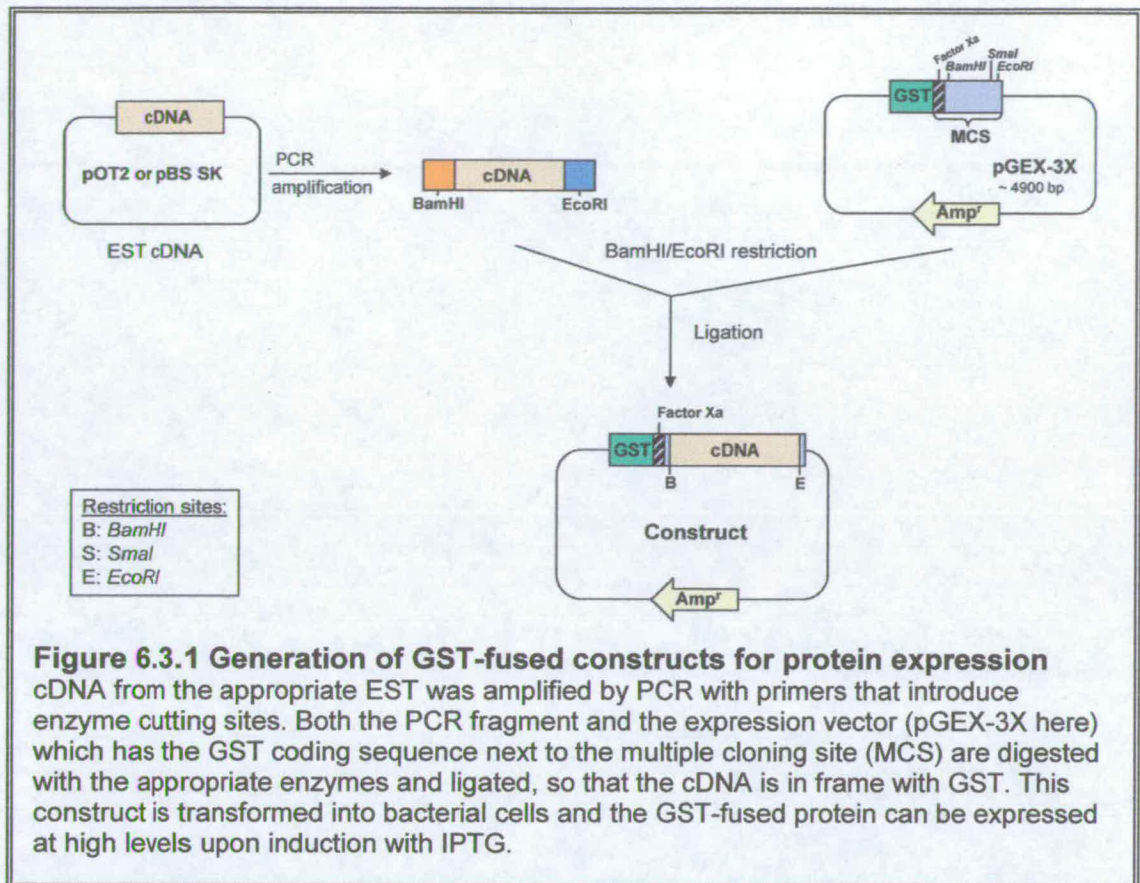 cDNA
pOT2 or pBS SK
EST cDNA
PCR
amplification
cDNA
BamHI
EcoRI
Factor Xa
BamHI
SmaI
EcoRI
GST
MCS
pGEX-3X
~ 4900 bp
Ampʳ
BamHI/EcoRI restriction
Ligation
Factor Xa
GST
cDNA
B
E
Construct
Ampʳ
Restriction sites:
B: BamHI
S: SmaI
E: EcoRI
Figure 6.3.1 Generation of GST-fused constructs for protein expression
cDNA from the appropriate EST was amplified by PCR with primers that introduce
enzyme cutting sites. Both the PCR fragment and the expression vector (pGEX-3X here)
which has the GST coding sequence next to the multiple cloning site (MCS) are digested
with the appropriate enzymes and ligated, so that the cDNA is in frame with GST. This
construct is transformed into bacterial cells and the GST-fused protein can be expressed
at high levels upon induction with IPTG.